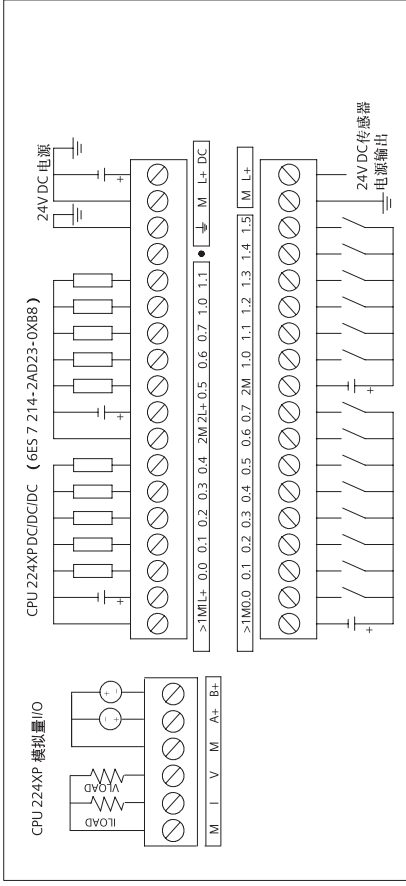 CPU 224XP 模拟量I/O
ILOAD
VLOAD
M I V M A+ B+
CPU 224XP DC/DC/DC (6ES 7 214-2AD23-0XB8)
24V DC 电源
>1M 1L+ 0.0 0.1 0.2 0.3 0.4 2M 2L+ 0.5 0.6 0.7 1.0 1.1 ● ⏚ M L+ DC
>1M 0.0 0.1 0.2 0.3 0.4 0.5 0.6 0.7 2M 1.0 1.1 1.2 1.3 1.4 1.5 M L+
24V DC 传感器
电源输出